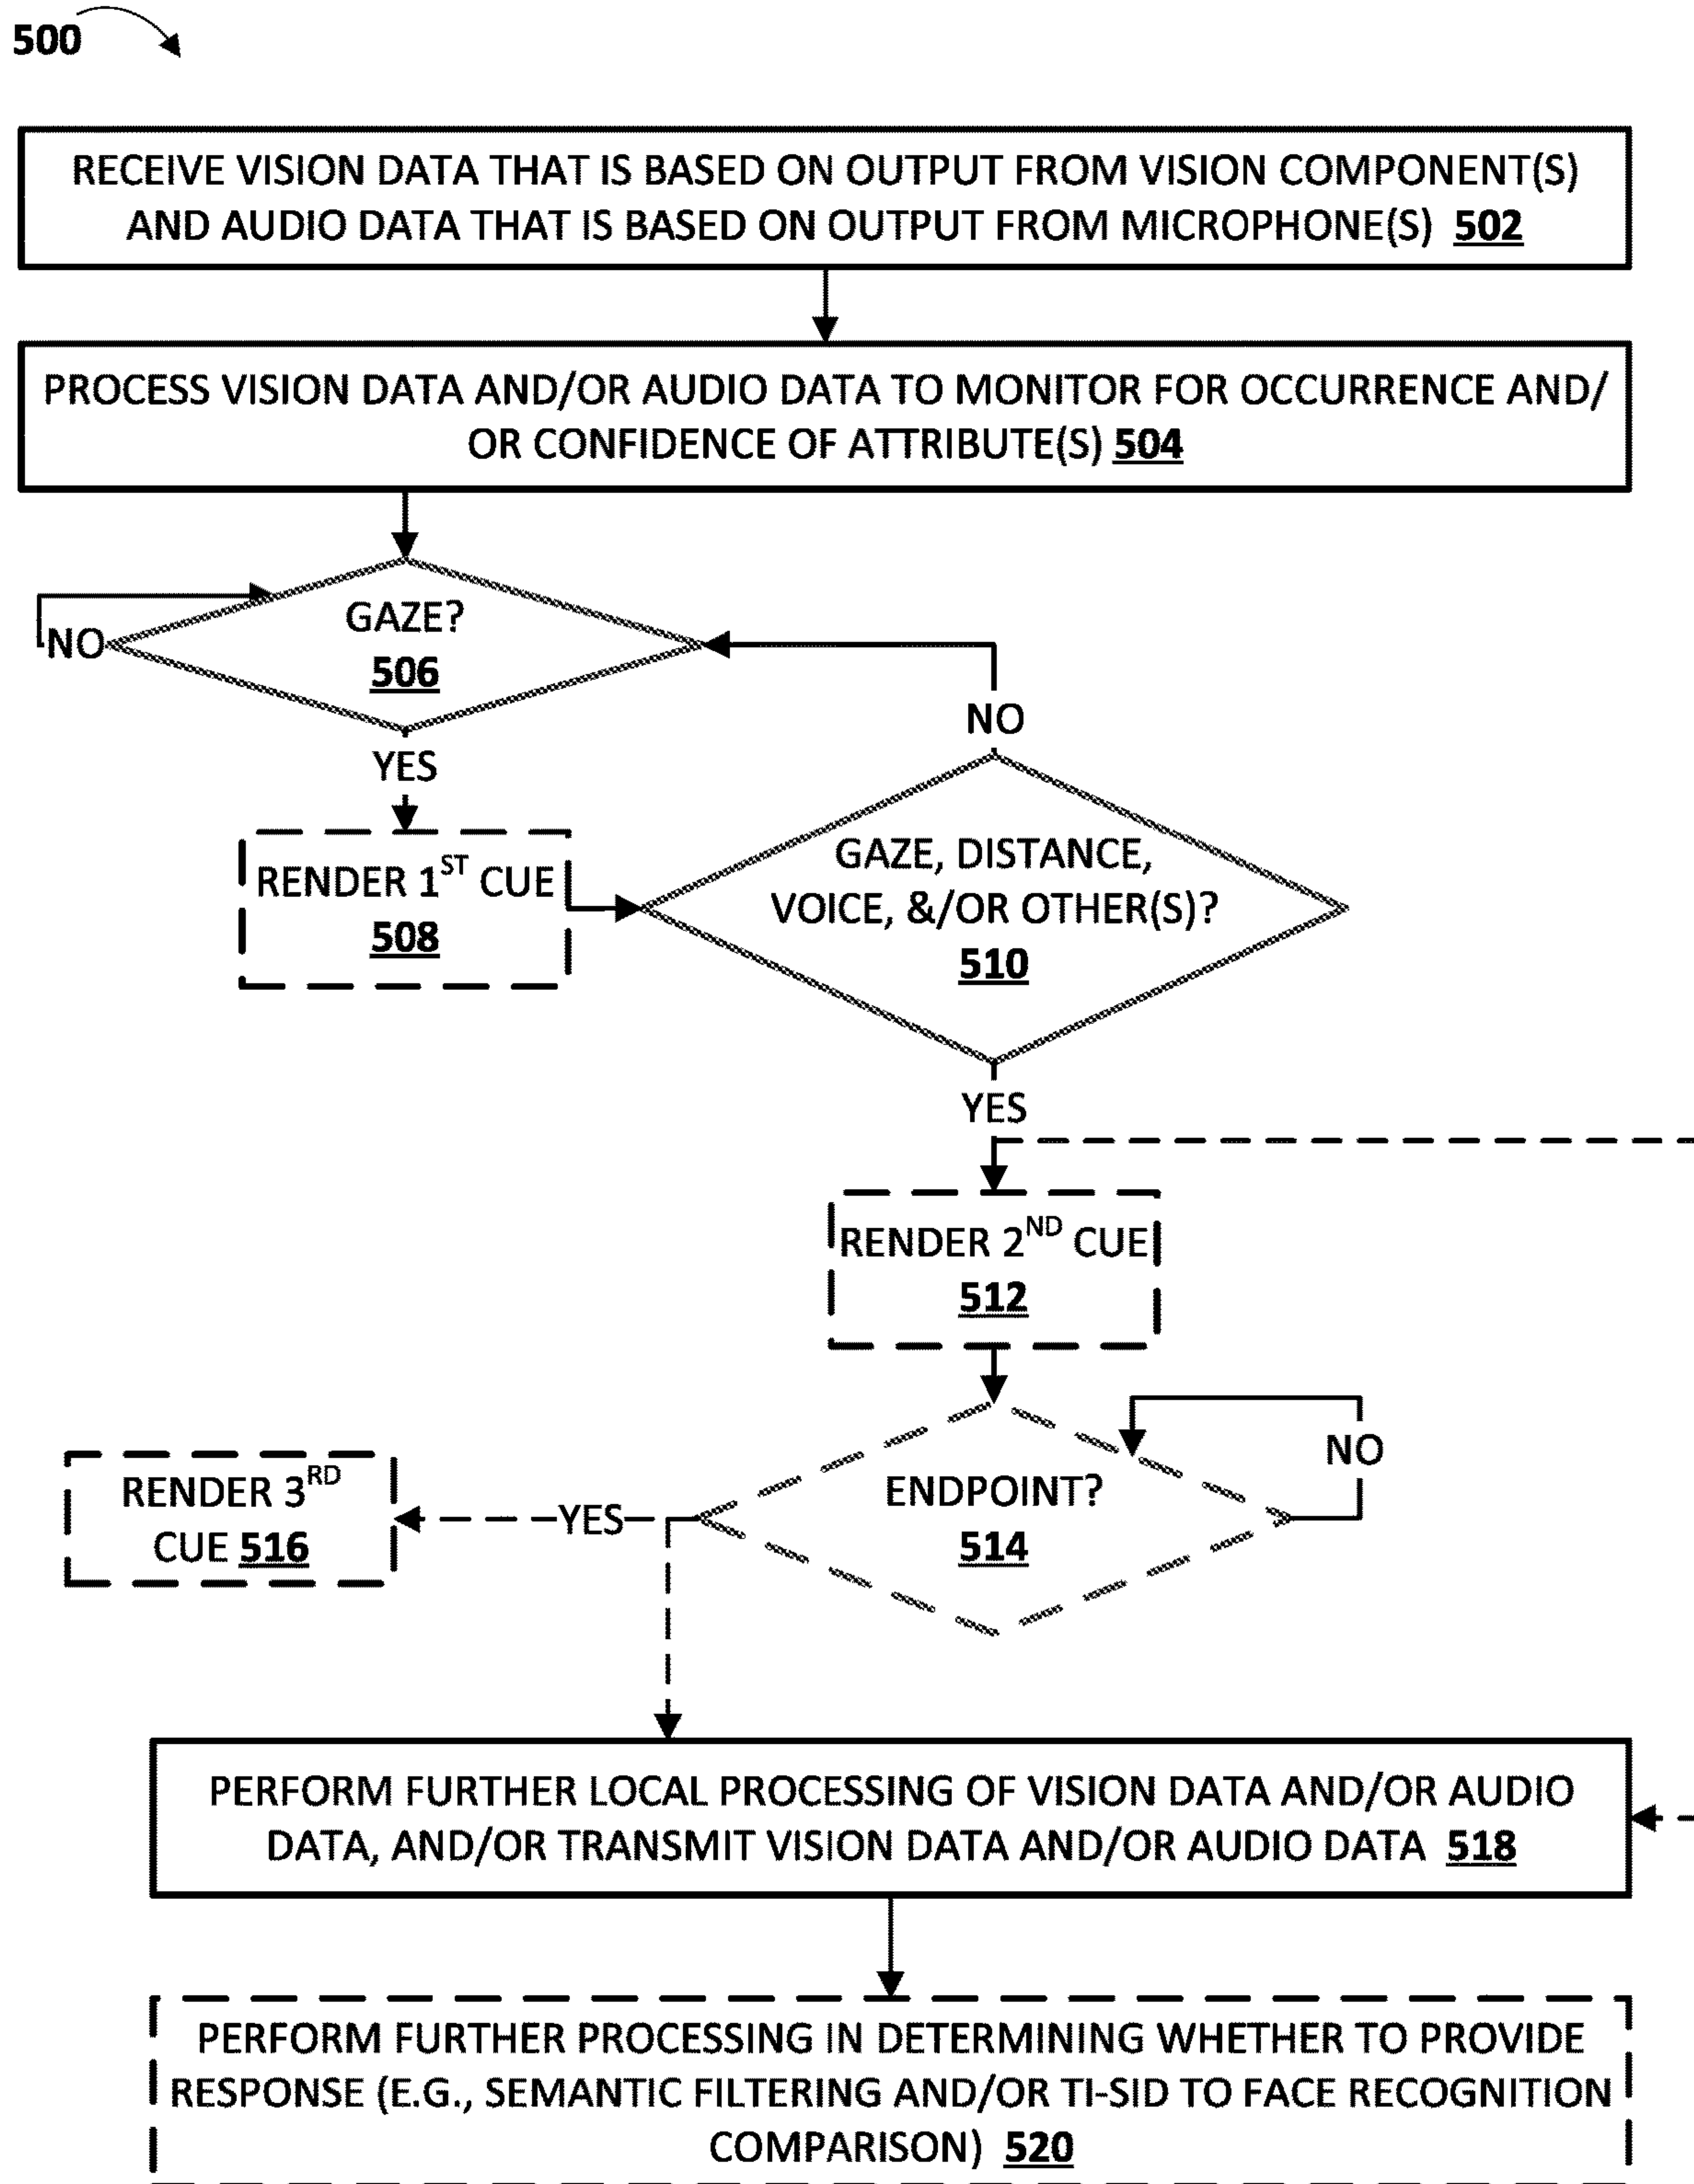 500
RECEIVE VISION DATA THAT IS BASED ON OUTPUT FROM VISION COMPONENT(S)
AND AUDIO DATA THAT IS BASED ON OUTPUT FROM MICROPHONE(S) 502
PROCESS VISION DATA AND/OR AUDIO DATA TO MONITOR FOR OCCURRENCE AND/
OR CONFIDENCE OF ATTRIBUTE(S) 504
GAZE?
506
NO
NO
YES
RENDER 1ST CUE
508
GAZE, DISTANCE,
VOICE, &/OR OTHER(S)?
510
YES
RENDER 2ND CUE
512
ENDPOINT?
514
NO
YES
RENDER 3RD
CUE 516
PERFORM FURTHER LOCAL PROCESSING OF VISION DATA AND/OR AUDIO
DATA, AND/OR TRANSMIT VISION DATA AND/OR AUDIO DATA 518
PERFORM FURTHER PROCESSING IN DETERMINING WHETHER TO PROVIDE
RESPONSE (E.G., SEMANTIC FILTERING AND/OR TI-SID TO FACE RECOGNITION
COMPARISON) 520